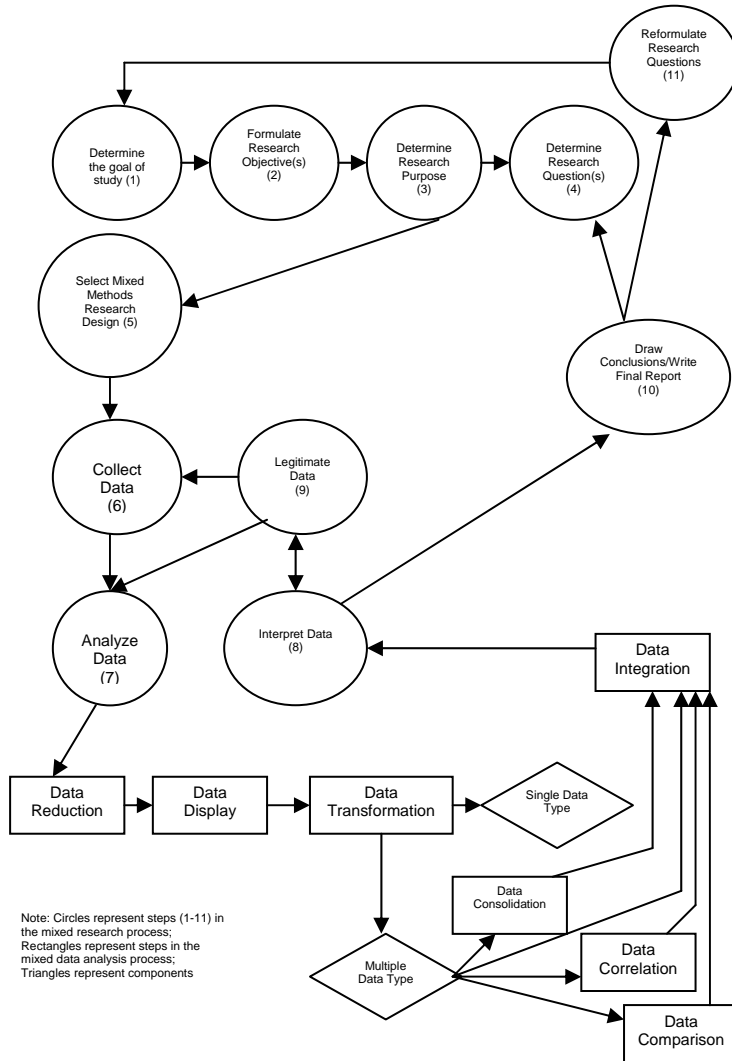 Reformulate
Research
Questions
(11)
Determine
the goal of
study (1)
Formulate
Research
Objective(s)
(2)
Determine
Research
Purpose
(3)
Determine
Research
Question(s)
(4)
Select Mixed
Methods
Research
Design (5)
Draw
Conclusions/Write
Final Report
(10)
Collect
Data
(6)
Legitimate
Data
(9)
Analyze
Data
(7)
Interpret Data
(8)
Data
Integration
Data
Reduction
Data
Display
Data
Transformation
Single Data
Type
Data
Consolidation
Note: Circles represent steps (1-11) in
the mixed research process;
Rectangles represent steps in the
mixed data analysis process;
Triangles represent components
Multiple
Data Type
Data
Correlation
Data
Comparison